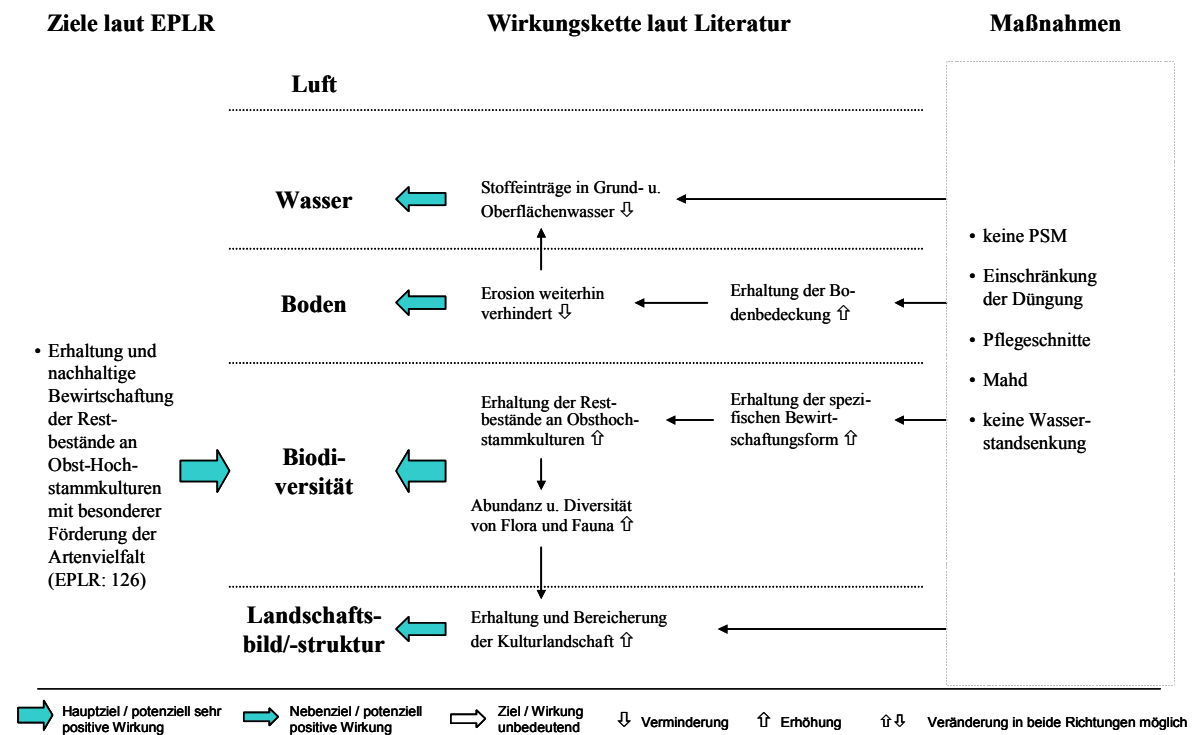 Ziele laut EPLR
Wirkungskette laut Literatur
Maßnahmen
Luft
Wasser
Stoffeinträge in Grund- u.
Oberflächenwasser ⇩
Boden
Erosion weiterhin
verhindert ⇩
Erhaltung der Bo-
denbedeckung ⇧
• keine PSM
• Einschränkung
der Düngung
• Pflegeschnitte
• Mahd
• keine Wasser-
standsenkung
• Erhaltung und
nachhaltige
Bewirtschaftung
der Rest-
bestände an
Obst-Hoch-
stammkulturen
mit besonderer
Förderung der
Artenvielfalt
(EPLR: 126)
Biodi-
versität
Erhaltung der Rest-
bestände an Obsthoch-
stammkulturen ⇧
Erhaltung der spezi-
fischen Bewirt-
schaftungsform ⇧
Abundanz u. Diversität
von Flora und Fauna ⇧
Landschafts-
bild/-struktur
Erhaltung und Bereicherung
der Kulturlandschaft ⇧
Hauptziel / potenziell sehr
positive Wirkung
Nebenziel / potenziell
positive Wirkung
Ziel / Wirkung
unbedeutend
⇩ Verminderung
⇧ Erhöhung
⇧⇩ Veränderung in beide Richtungen möglich